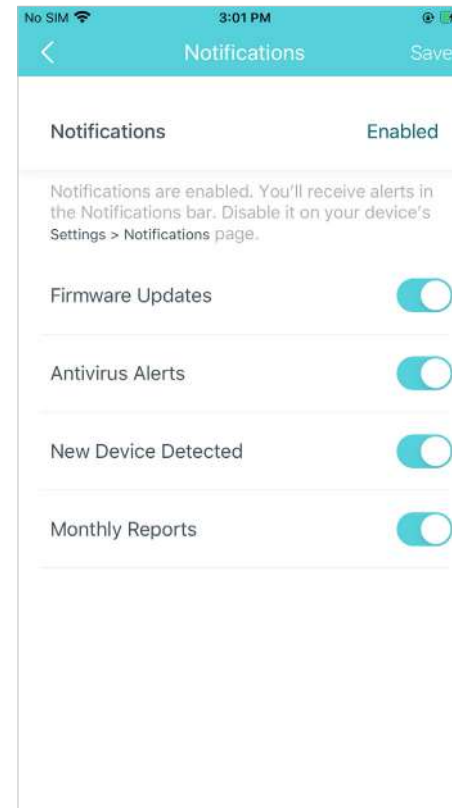 No SIM 3:01 PM
Notifications Save
Notifications Enabled
Notifications are enabled. You'll receive alerts in
the Notifications bar. Disable it on your device's
Settings > Notifications page.
Firmware Updates
Antivirus Alerts
New Device Detected
Monthly Reports